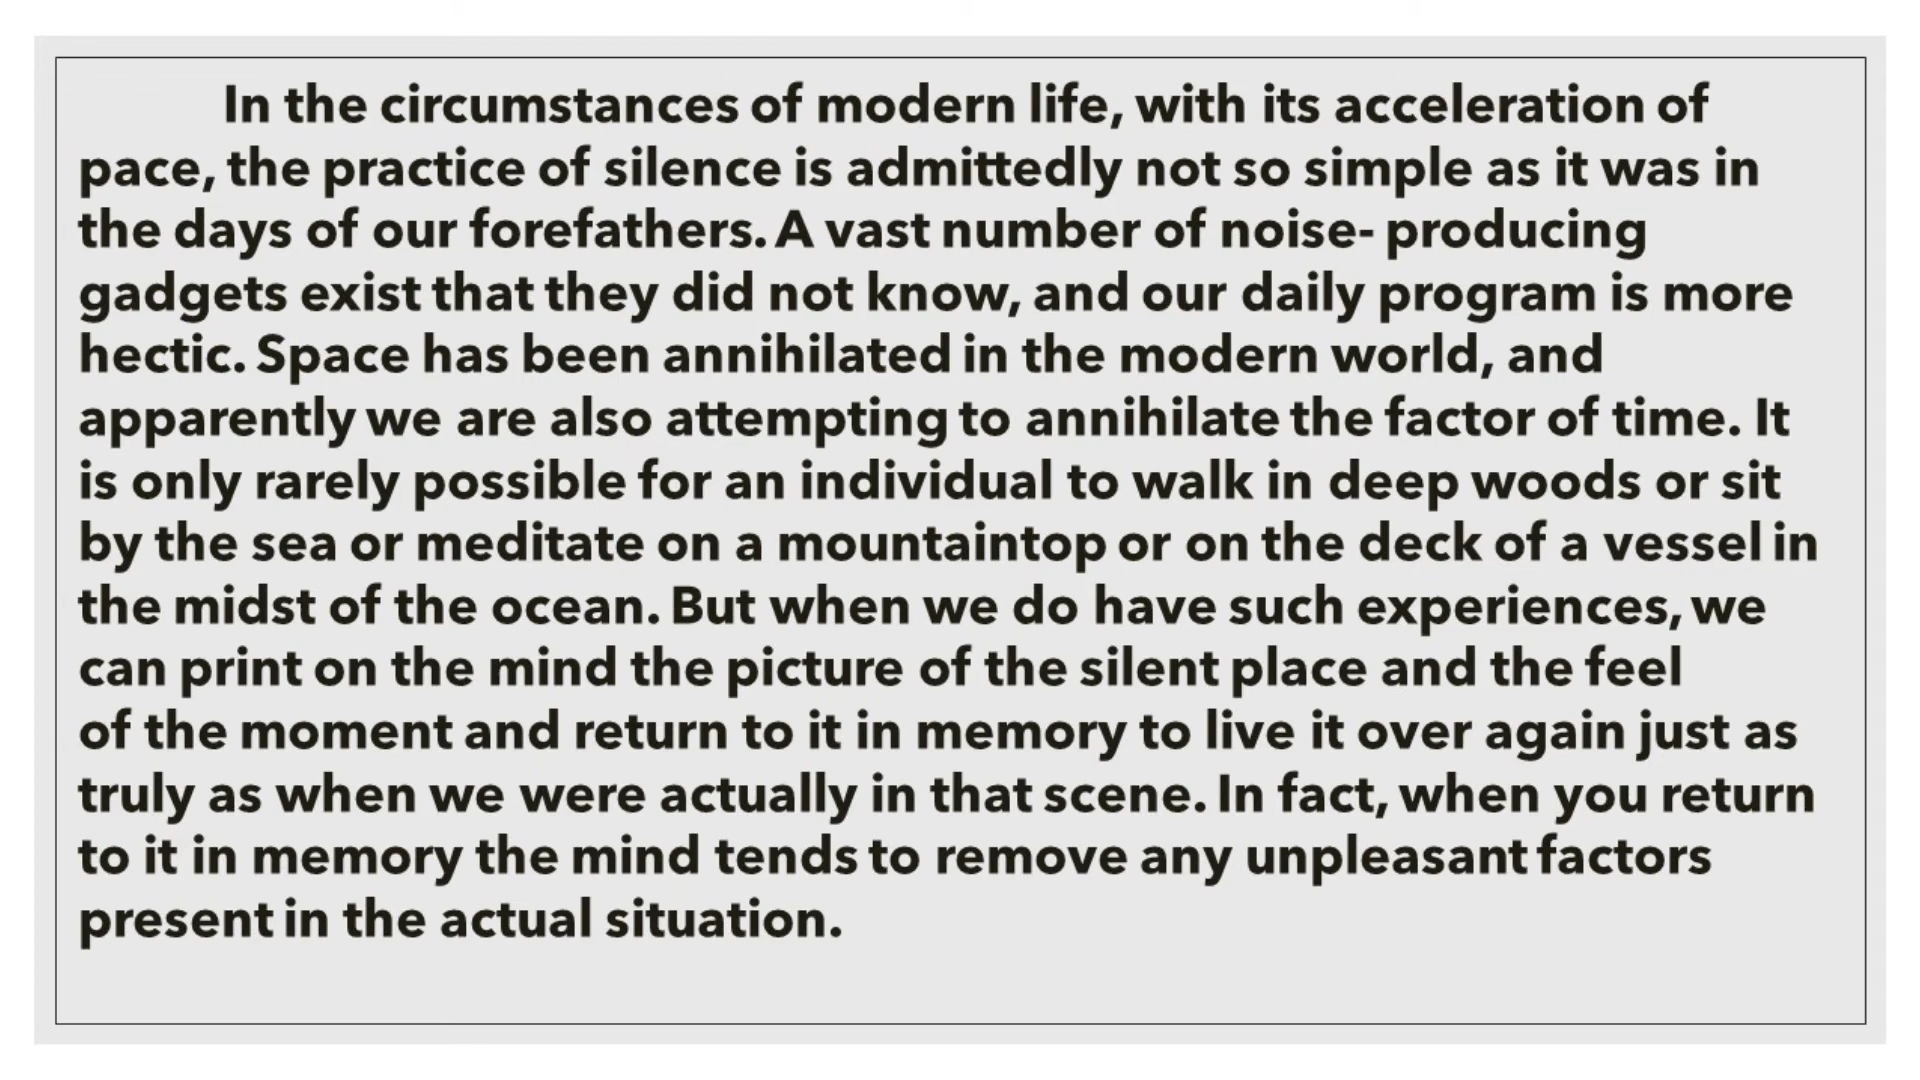 In the circumstances of modern life, with its acceleration of
pace, the practice of silence is admittedly not so simple as it was in
the days of our forefathers. A vast number of noise- producing
gadgets exist that they did not know, and our daily program is more
hectic. Space has been annihilated in the modern world, and
apparently we are also attempting to annihilate the factor of time. It
is only rarely possible for an individual to walk in deep woods or sit
by the sea or meditate on a mountaintop or on the deck of a vessel in
the midst of the ocean. But when we do have such experiences, we
can print on the mind the picture of the silent place and the feel
of the moment and return to it in memory to live it over again just as
truly as when we were actually in that scene. In fact, when you return
to it in memory the mind tends to remove any unpleasant factors
present in the actual situation.